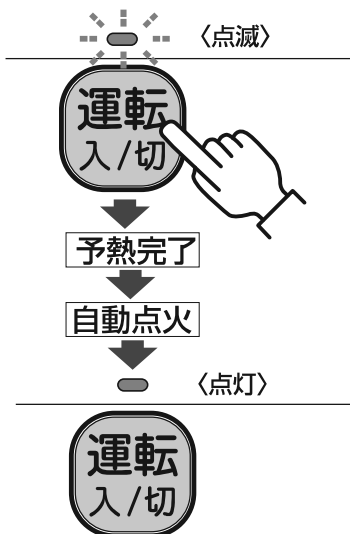 〈点滅〉
運転
入/切
予熱完了
自動点火
〈点灯〉
運転
入/切